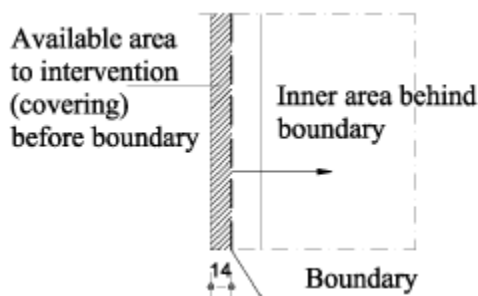 Available area
to intervention
(covering)
before boundary
Inner area behind
boundary
14
Boundary